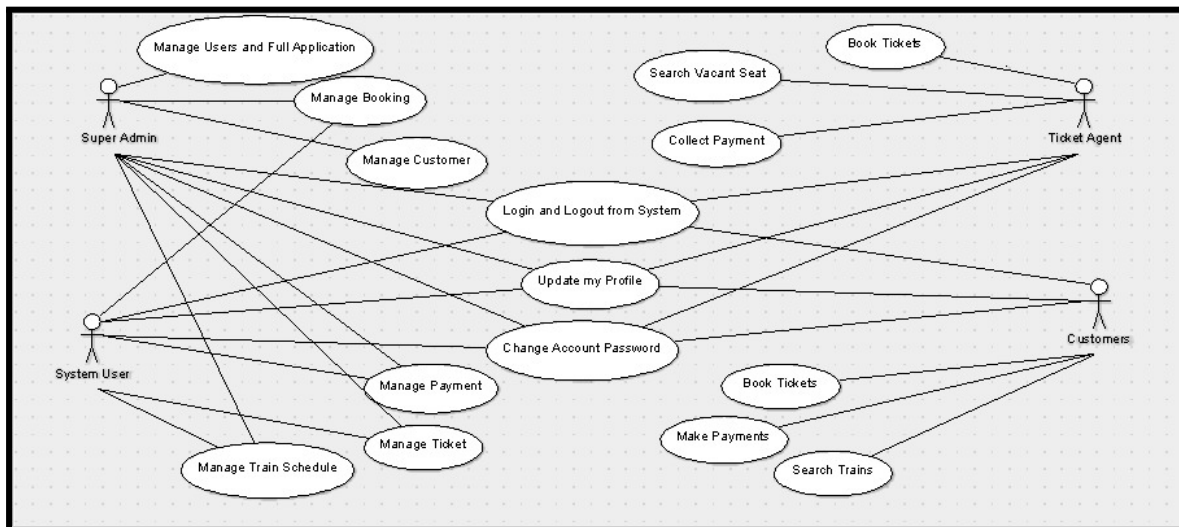 Manage Users and Full Application
Book Tickets
Search Vacant Seat
Manage Booking
Super Admin
Ticket Agent
Collect Payment
Manage Customer
Login and Logout from System
Update my Profile
Customers
Change Account Password
System User
Manage Payment
Book Tickets
Make Payments
Manage Ticket
Manage Train Schedule
Search Trains